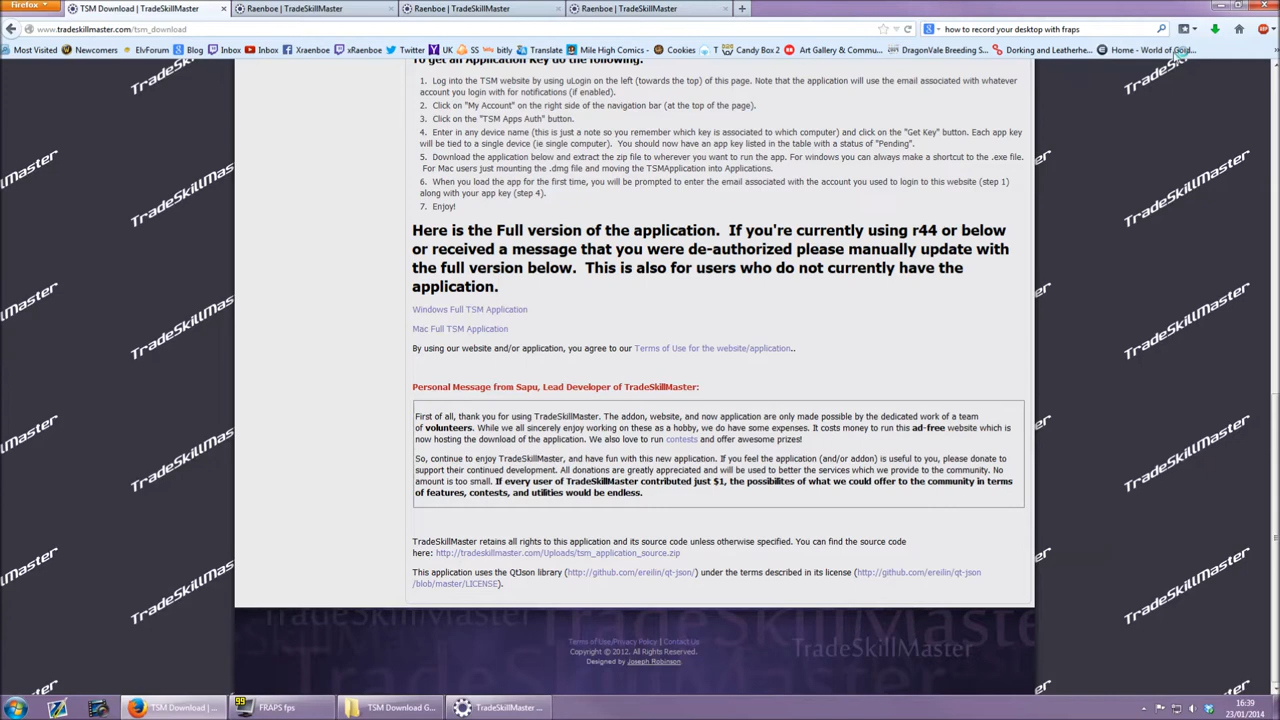 Firefox
TSM Download | TradeSkillMaster
Raenboe | TradeSkillMaster
Raenboe | TradeSkillMaster
Raenboe | TradeSkillMaster
www.tradeskillmaster.com/tsm_download
how to record your desktop with fraps
Most Visited
Newcomers
ElvForum
Blog
Inbox
Inbox
Xraenboe
xRaenboe
Twitter
UK
SS
bitly
Translate
Mile High Comics - ...
Cookies
T
Candy Box 2
Art Gallery & Commu...
DragonVale Breeding S...
Dorking and Leatherhe...
Home - World of Gold...
To get an Application Key do the following:
1. Log into the TSM website by using uLogin on the left (towards the top) of this page. Note that the application will use the email associated with whatever
account you login with for notifications (if enabled).
2. Click on "My Account" on the right side of the navigation bar (at the top of the page).
3. Click on the "TSM Apps Auth" button.
4. Enter in any device name (this is just a note so you remember which key is associated to which computer) and click on the "Get Key" button. Each app key
will be tied to a single device (ie single computer). You should now have an app key listed in the table with a status of "Pending".
5. Download the application below and extract the zip file to wherever you want to run the app. For windows you can always make a shortcut to the .exe file.
For Mac users just mounting the .dmg file and moving the TSMApplication into Applications.
6. When you load the app for the first time, you will be prompted to enter the email associated with the account you used to login to this website (step 1)
along with your app key (step 4).
7. Enjoy!
Here is the Full version of the application. If you're currently using r44 or below
or received a message that you were de-authorized please manually update with
the full version below. This is also for users who do not currently have the
application.
Windows Full TSM Application
Mac Full TSM Application
By using our website and/or application, you agree to our Terms of Use for the website/application..
Personal Message from Sapu, Lead Developer of TradeSkillMaster:
First of all, thank you for using TradeSkillMaster. The addon, website, and now application are only made possible by the dedicated work of a team
of volunteers. While we all sincerely enjoy working on these as a hobby, we do have some expenses. It costs money to run this ad-free website which is
now hosting the download of the application. We also love to run contests and offer awesome prizes!
So, continue to enjoy TradeSkillMaster, and have fun with this new application. If you feel the application (and/or addon) is useful to you, please donate to
support their continued development. All donations are greatly appreciated and will be used to better the services which we provide to the community. No
amount is too small. If every user of TradeSkillMaster contributed just $1, the possibilites of what we could offer to the community in terms
of features, contests, and utilities would be endless.
TradeSkillMaster retains all rights to this application and its source code unless otherwise specified. You can find the source code
here: http://tradeskillmaster.com/Uploads/tsm_application_source.zip
This application uses the QtJson library (http://github.com/ereilin/qt-json/) under the terms described in its license (http://github.com/ereilin/qt-json
/blob/master/LICENSE).
Terms of Use/Privacy Policy | Contact Us
Copyright © 2012. All Rights Reserved.
Designed by Joseph Robinson.
TradeSkillMaster
99
TSM Download | ...
FRAPS fps
TSM Download G...
TradeSkillMaster ...
16:39
23/01/2014